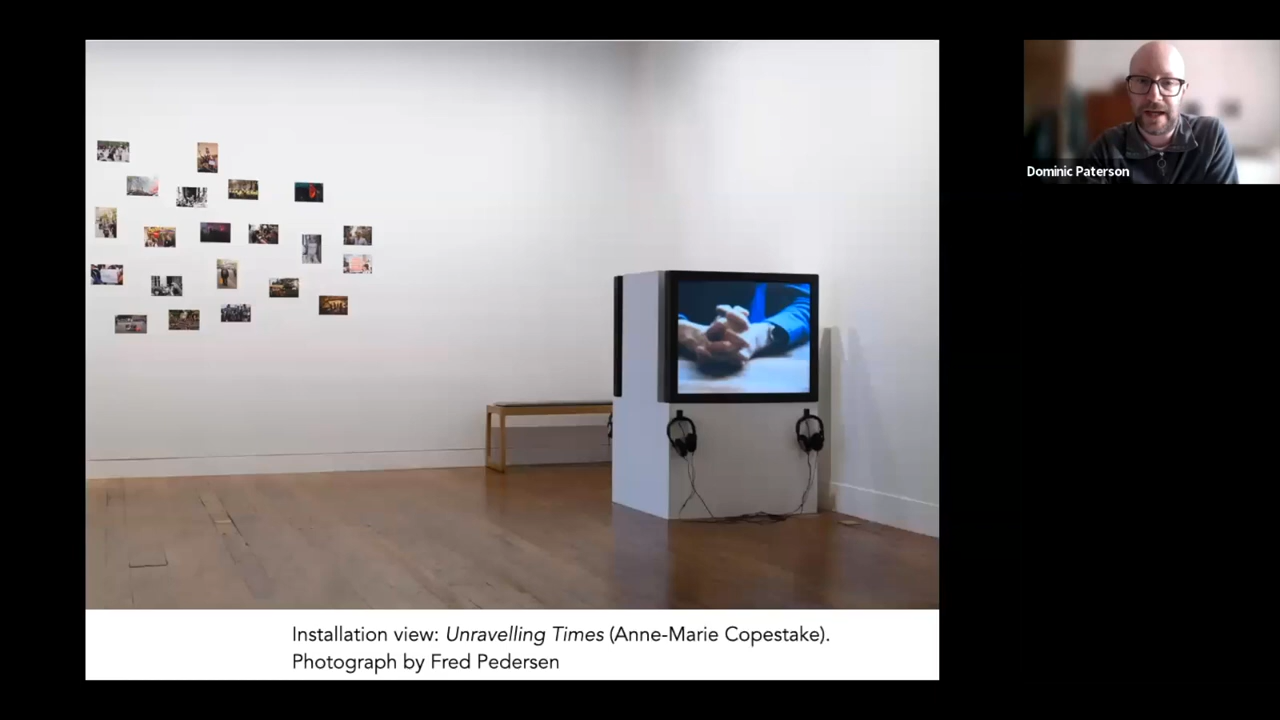 Dominic Paterson
Installation view: Unravelling Times (Anne-Marie Copestake).
Photograph by Fred Pedersen